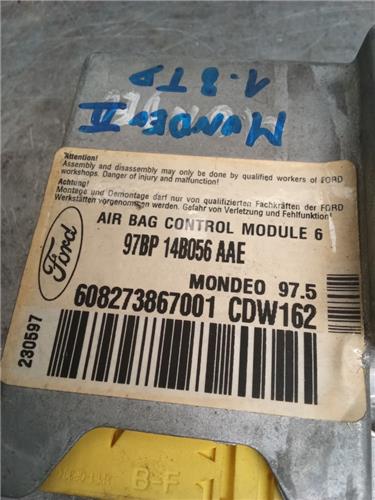 MONDEO II
1.8 TD
Attention!
Assembly and disassembly may only be done by qualified workers of FORD
workshops. Danger of injury and malfunction!
Achtung!
Montage und Demontage darf nur von qualifizierten Fachkräften der FORD
Werkstätten vorgenommen werden. Gefahr von Verletzung und Fehlfunktion!
Ford
AIR BAG CONTROL MODULE 6
97BP 14B056 AAE
MONDEO 97.5
608273867001 CDW162
230597
B-F